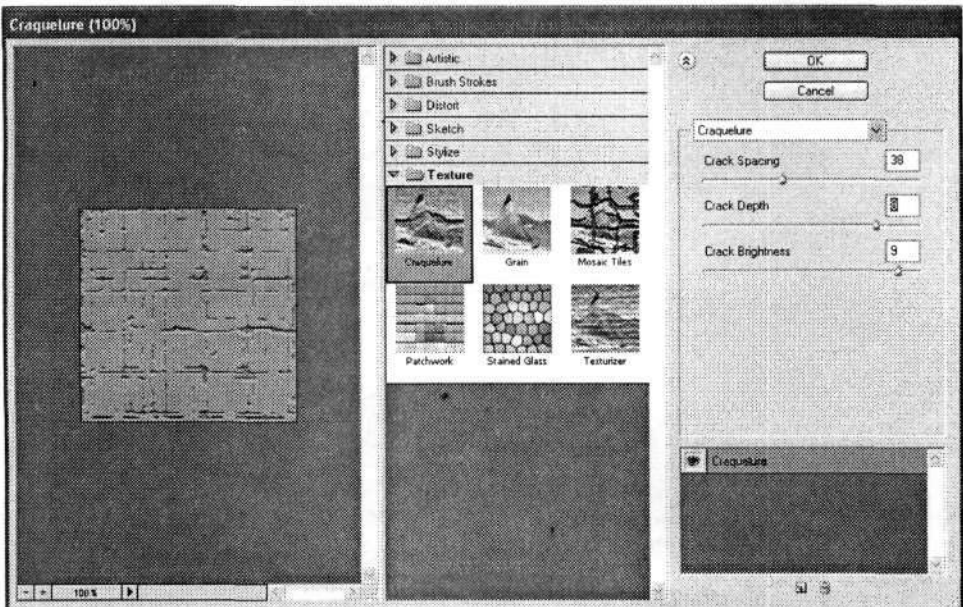 Craquelure (100%)
Artistic
Brush Strokes
Distort
Sketch
Stylize
Texture
Craquelure
Grain
Mosaic Tiles
Patchwork
Stained Glass
Texturizer
100%
OK
Cancel
Craquelure
Crack Spacing
38
Crack Depth
Crack Brightness
9
Craquelure